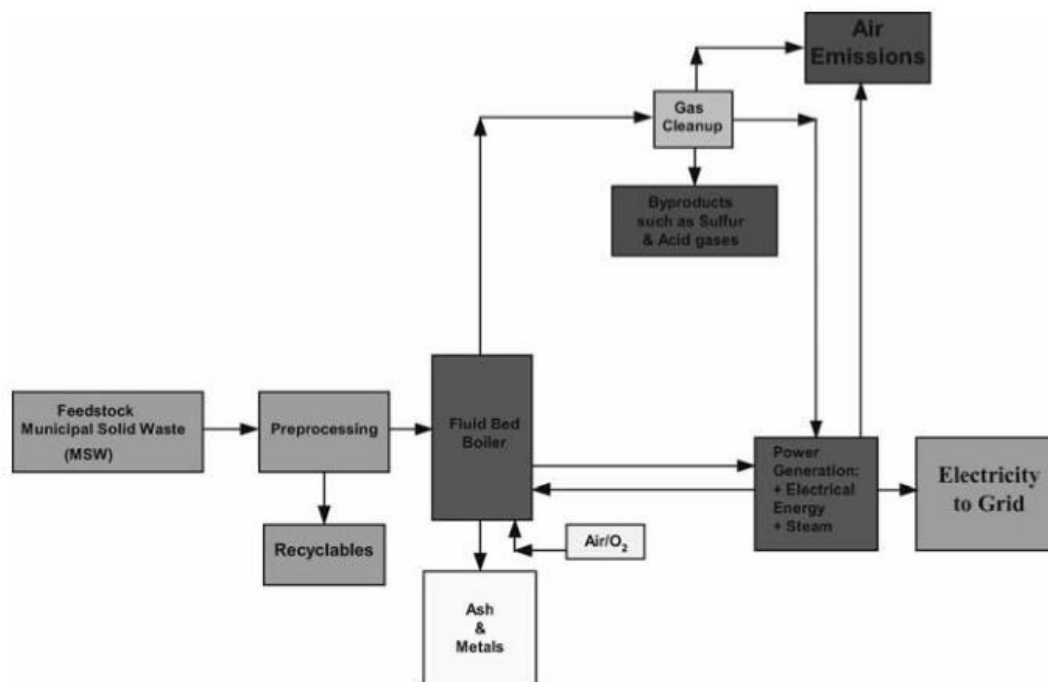 Air
Emissions
Gas
Cleanup
Byproducts
such as Sulfur
& Acid gases
Feedstock
Municipal Solid Waste
(MSW)
Preprocessing
Fluid Bed
Boiler
Power
Generation:
+ Electrical
Energy
+ Steam
Electricity
to Grid
Recyclables
Air/O₂
Ash
&
Metals